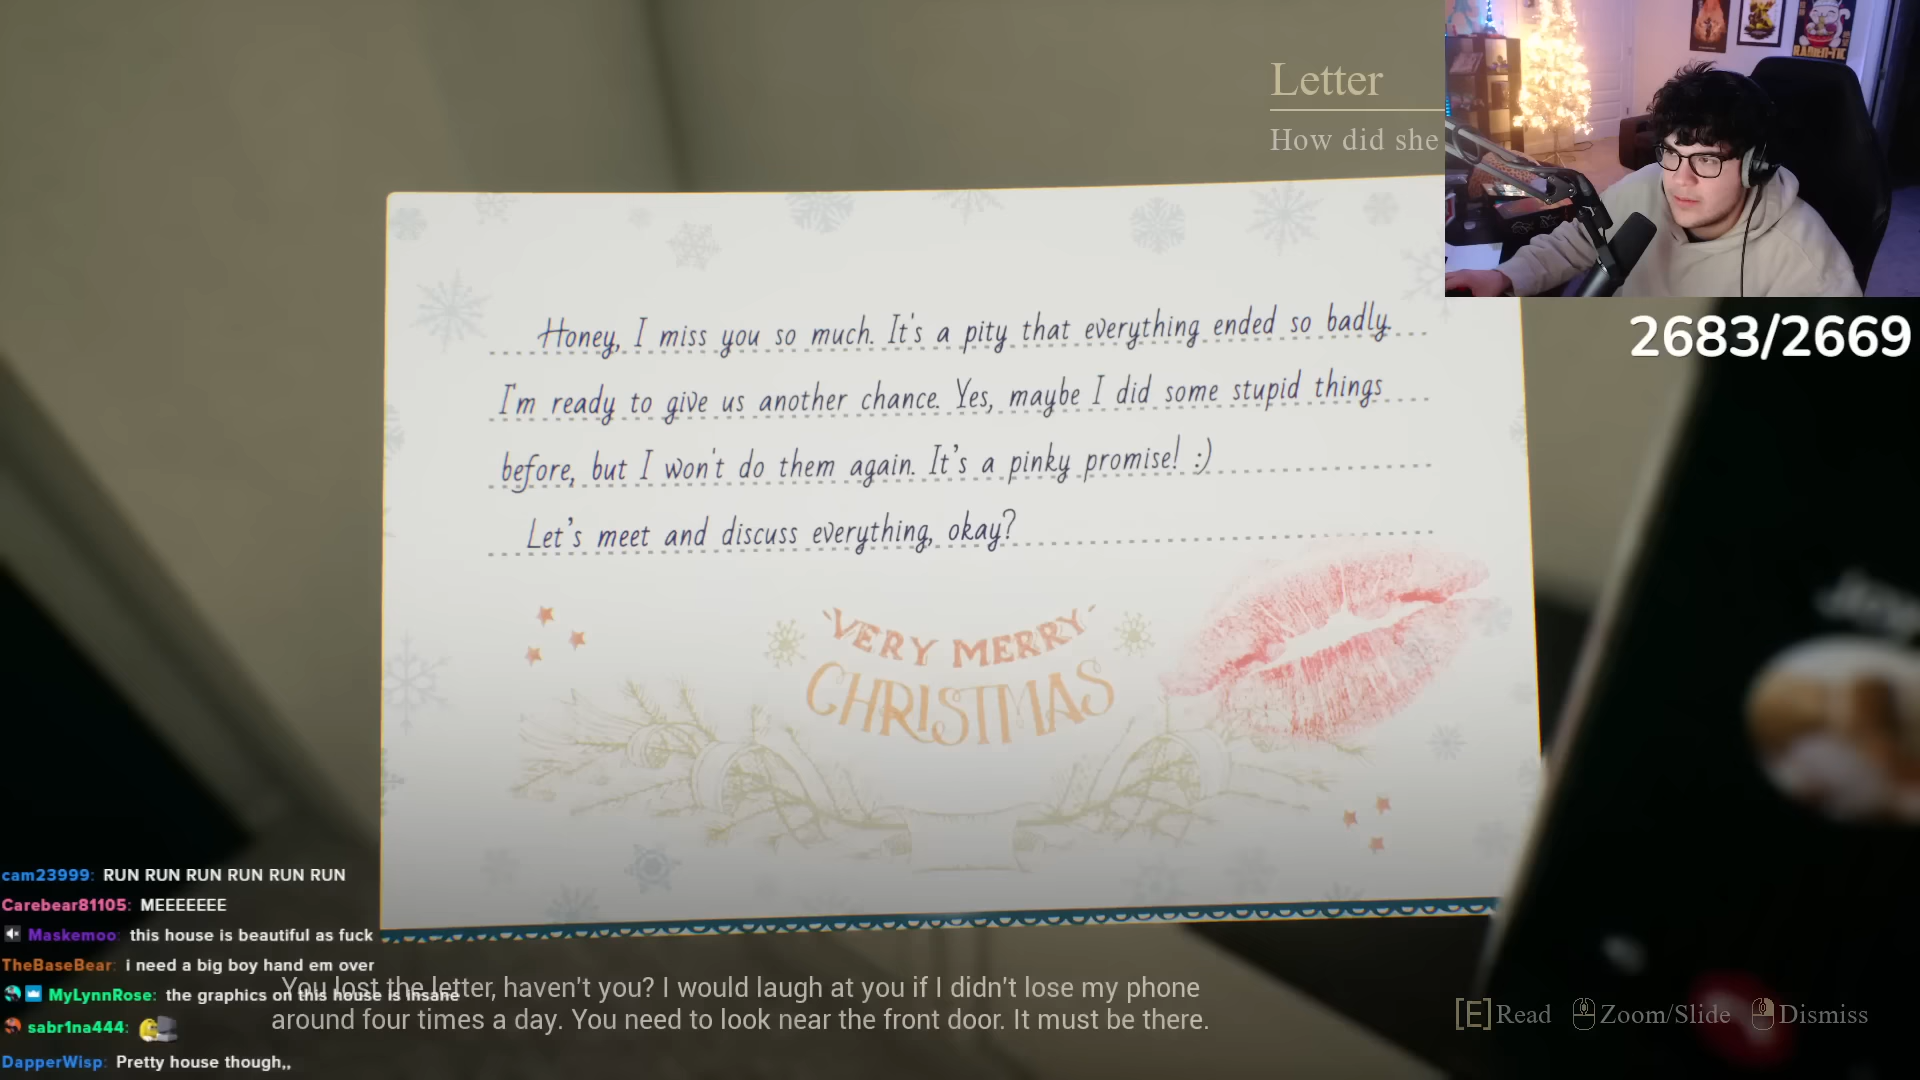 Letter
How did she
2683/2669
Honey, I miss you so much. It's a pity that everything ended so badly.
I'm ready to give us another chance. Yes, maybe I did some stupid things
before, but I won't do them again. It's a pinky promise! :)
Let's meet and discuss everything, okay?
VERY MERRY
CHRISTMAS
cam23999: RUN RUN RUN RUN RUN RUN
Carebear81105: MEEEEEEE
Maskemoo: this house is beautiful as fuck
TheBaseBear: i need a big boy hand em over
MyLynnRose: the graphics on this house is insane
sabr1na444:
DapperWisp: Pretty house though,,
You lost the letter, haven't you? I would laugh at you if I didn't lose my phone
around four times a day. You need to look near the front door. It must be there.
[E] Read Zoom/Slide Dismiss